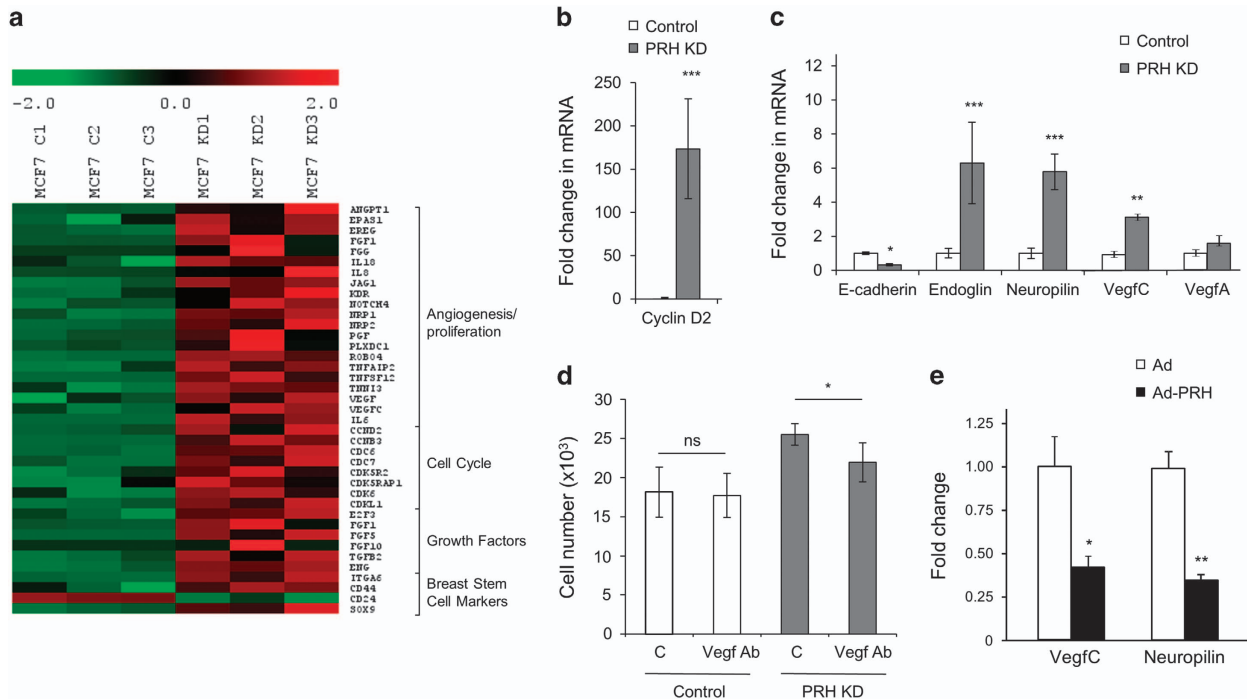 a
-2.0 0.0 2.0
MCF7 C1
MCF7 C2
MCF7 C3
MCF7 KD1
MCF7 KD2
MCF7 KD3
ANGPT1
EPAS1
EREG
FGF1
FGG
IL18
IL8
JAG1
KDR
NOTCH4
NRP1
NRP2
PGF
PLXDC1
ROBO4
TNFAIP2
TNFSF12
TNNI3
VEGF
VEGFC
IL6
CCND2
CCNB3
CDC6
CDC7
CDK5R2
CDK5RAP1
CDK6
CDKL1
E2F3
FGF1
FGF5
FGF10
TGFB2
ENG
ITGA6
CD44
CD24
SOX9
Angiogenesis/
proliferation
Cell Cycle
Growth Factors
Breast Stem
Cell Markers
b
Control
PRH KD
Fold change in mRNA
250
200
150
100
50
0
***
Cyclin D2
c
Control
PRH KD
Fold change in mRNA
12
10
8
6
4
2
0
*
***
***
**
E-cadherin Endoglin Neuropilin VegfC VegfA
d
Cell number (x10³)
30
25
20
15
10
5
0
ns
*
C Vegf Ab C Vegf Ab
Control PRH KD
e
Ad
Ad-PRH
Fold change
1.25
1.00
0.75
0.50
0.25
0
*
**
VegfC Neuropilin